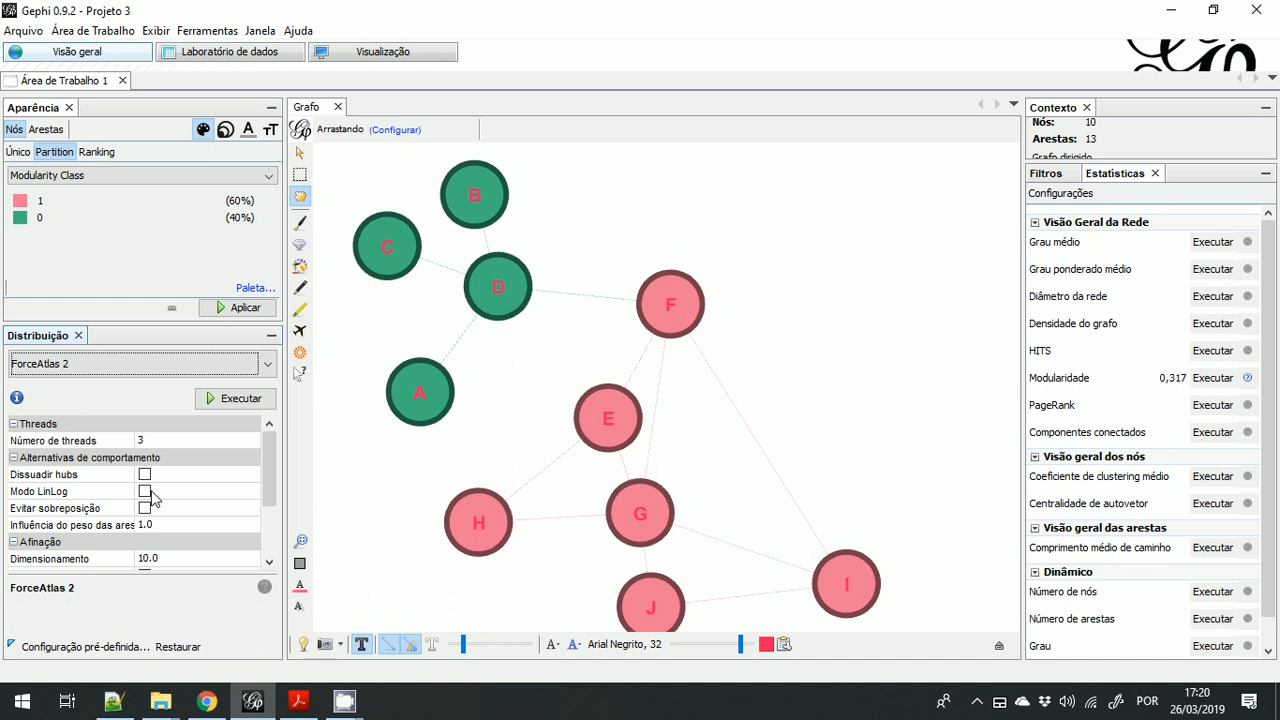 Gephi 0.9.2 - Projeto 3
Arquivo Área de Trabalho Exibir Ferramentas Janela Ajuda
Visão geral Laboratório de dados Visualização
Área de Trabalho 1
Aparência
Nós Arestas
Único Partition Ranking
Modularity Class
1 (60%)
0 (40%)
Paleta...
Aplicar
Distribuição
ForceAtlas 2
Executar
Threads
Número de threads 3
Alternativas de comportamento
Dissuadir hubs
Modo LinLog
Evitar sobreposição
Influência do peso das ares 1.0
Afinação
Dimensionamento 10.0
ForceAtlas 2
Configuração pré-definida... Restaurar
Grafo
Arrastando (Configurar)
B
C
D
F
A
E
H
G
I
J
Arial Negrito, 32
Contexto
Nós: 10
Arestas: 13
Grafo dirigido
Filtros Estatísticas
Configurações
Visão Geral da Rede
Grau médio Executar
Grau ponderado médio Executar
Diâmetro da rede Executar
Densidade do grafo Executar
HITS Executar
Modularidade 0,317 Executar
PageRank Executar
Componentes conectados Executar
Visão geral dos nós
Coeficiente de clustering médio Executar
Centralidade de autovetor Executar
Visão geral das arestas
Comprimento médio de caminho Executar
Dinâmico
Número de nós Executar
Número de arestas Executar
Grau Executar
POR
17:20
26/03/2019